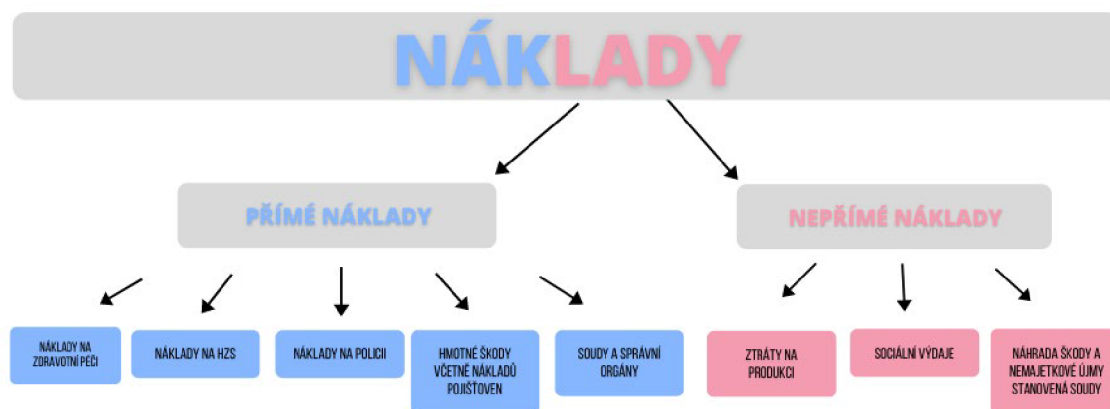 NÁKLADY
PŘÍMÉ NÁKLADY
NEPŘÍMÉ NÁKLADY
NÁKLADY NA
ZDRAVOTNÍ PÉČI
NÁKLADY NA HZS
NÁKLADY NA POLICII
HMOTNÉ ŠKODY
VČETNĚ NÁKLADŮ
POJIŠŤOVEN
SOUDY A SPRÁVNÍ
ORGÁNY
ZTRÁTY NA
PRODUKCI
SOCIÁLNÍ VÝDAJE
NÁHRADA ŠKODY A
NEMAJETKOVÉ ÚJMY
STANOVENÁ SOUDY